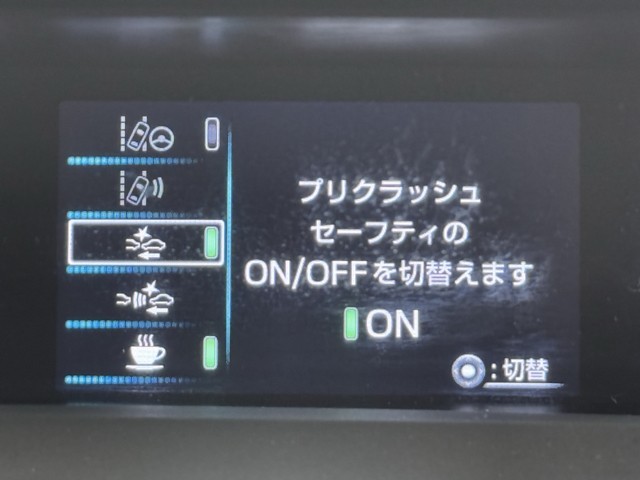 プリクラッシュ
セーフティの
ON/OFFを切替えます
ON
:切替